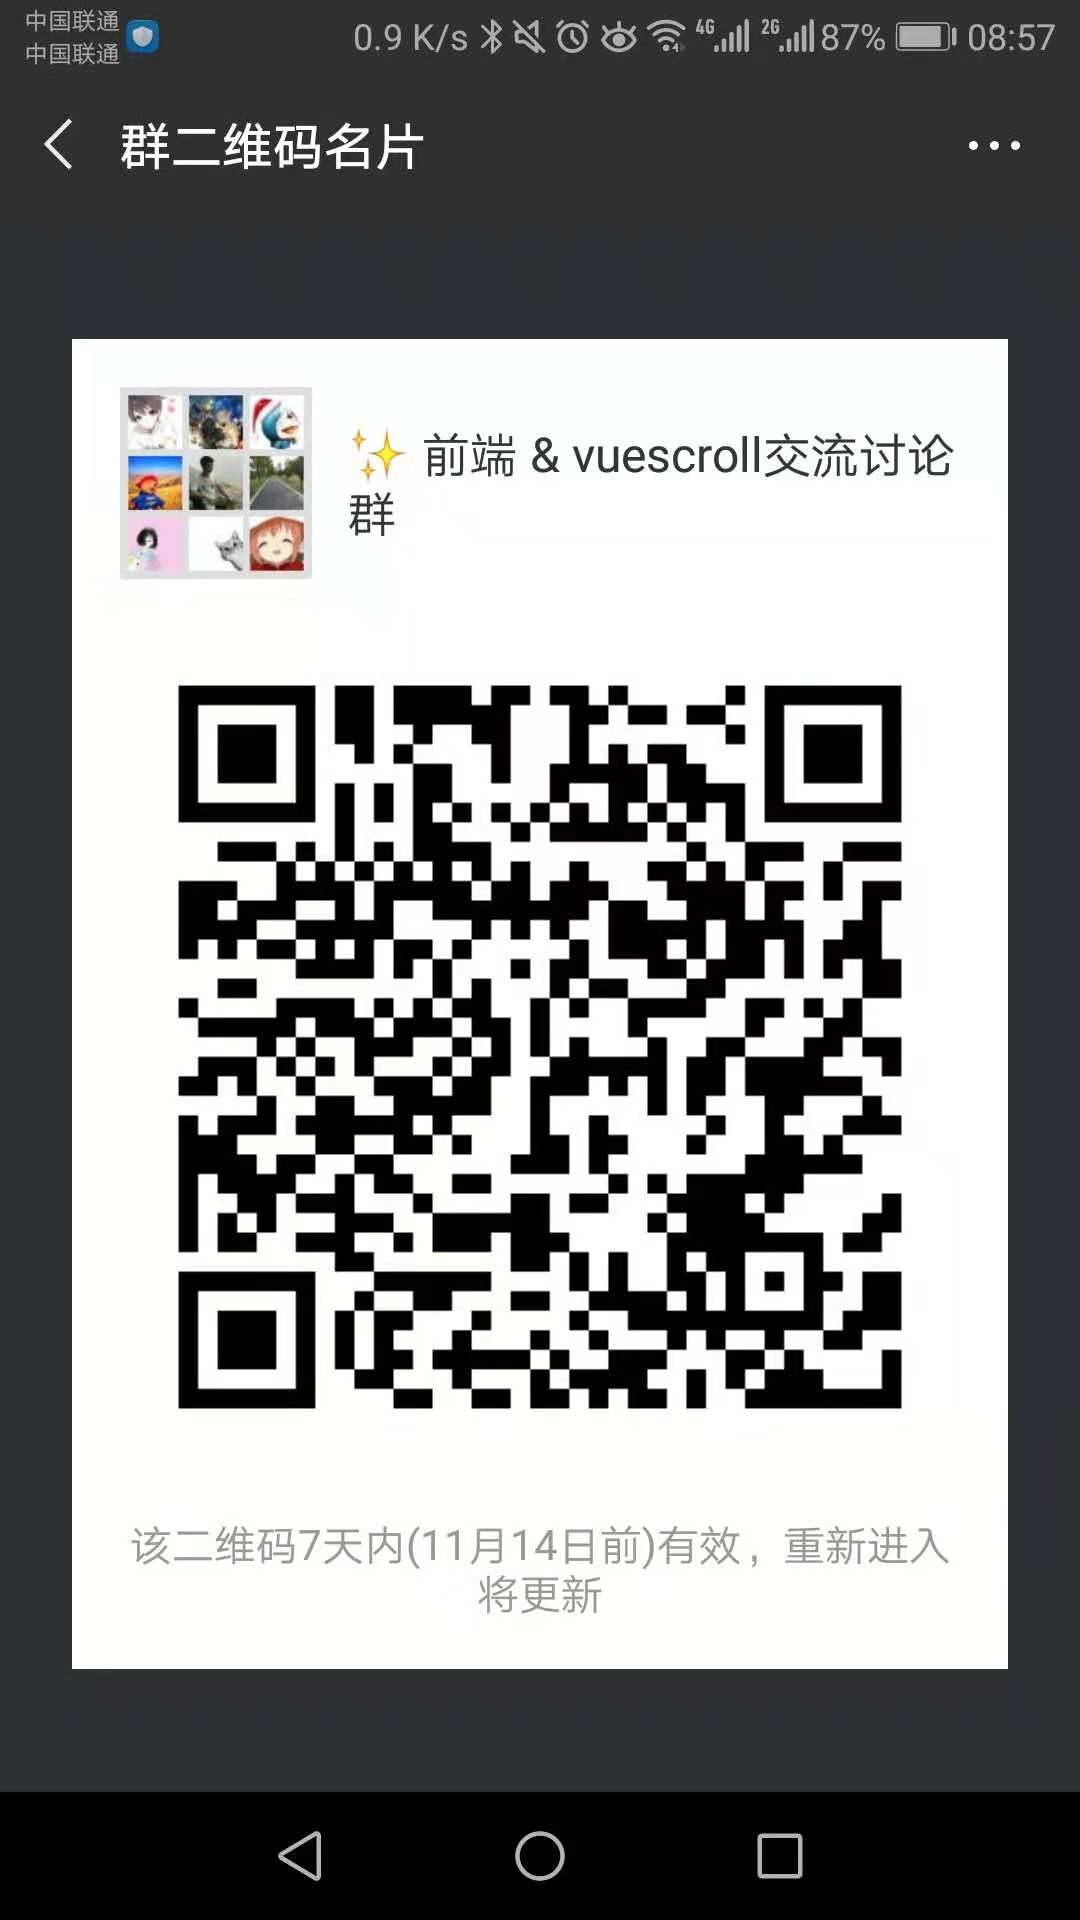 中国联通
中国联通
0.9 K/s 4G 2G 87% 08:57
群二维码名片
✨ 前端 & vuescroll交流讨论
群
该二维码7天内(11月14日前)有效，重新进入
将更新